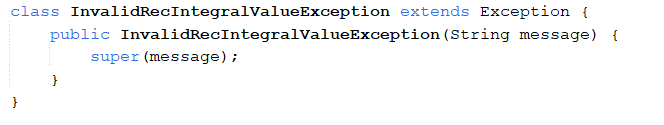 class InvalidRecIntegralValueException extends Exception {
    public InvalidRecIntegralValueException(String message) {
        super(message);
    }
}